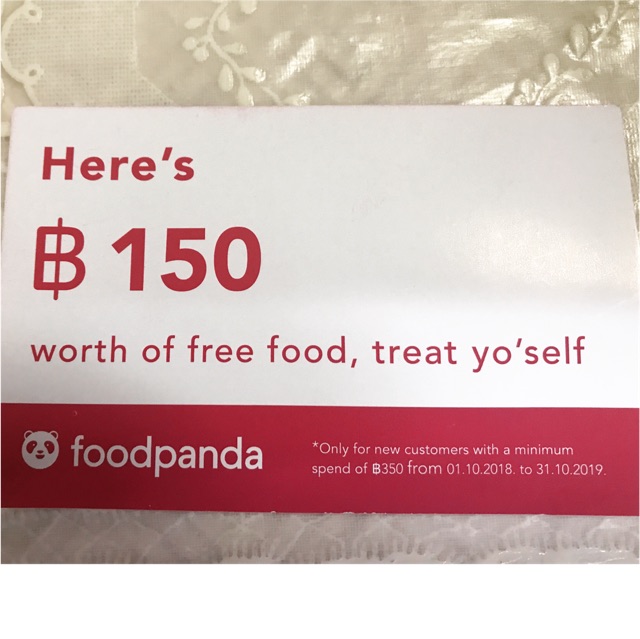 Here's
฿ 150
worth of free food, treat yo'self
foodpanda
*Only for new customers with a minimum
spend of ฿350 from 01.10.2018. to 31.10.2019.